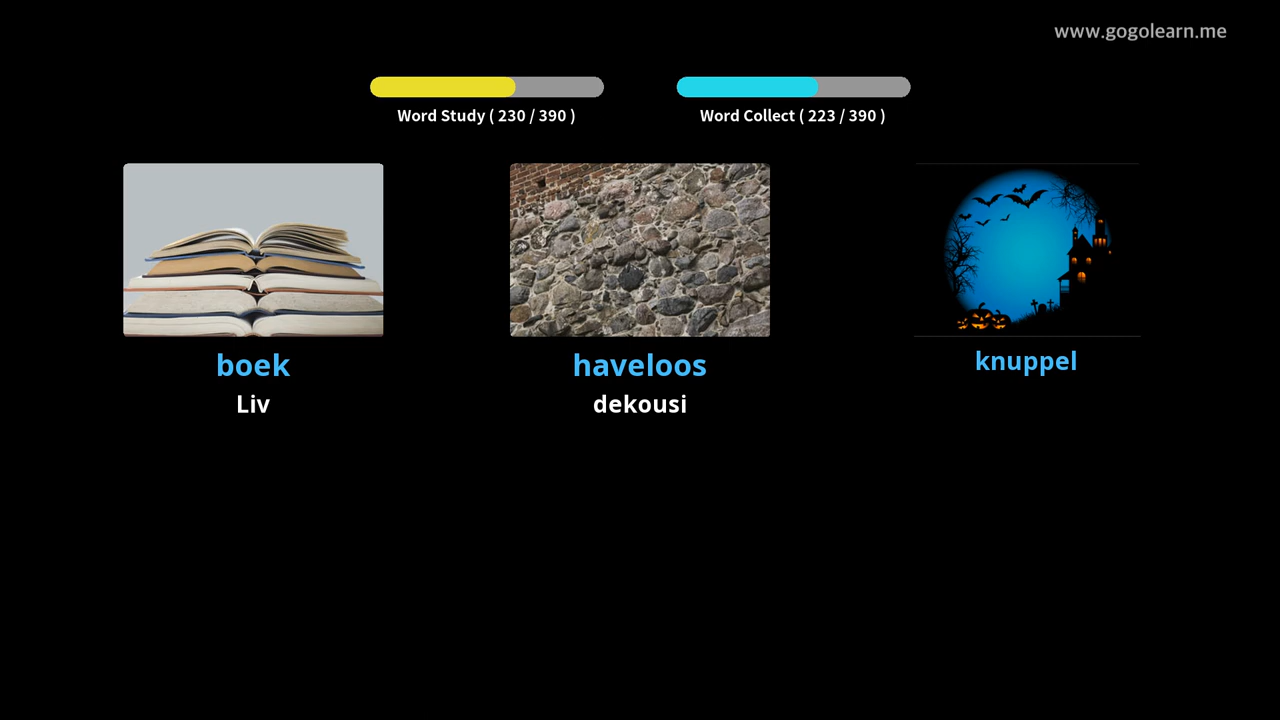 www.gogolearn.me
Word Study ( 230 / 390 )
Word Collect ( 223 / 390 )
boek
haveloos
knuppel
Liv
dekousi